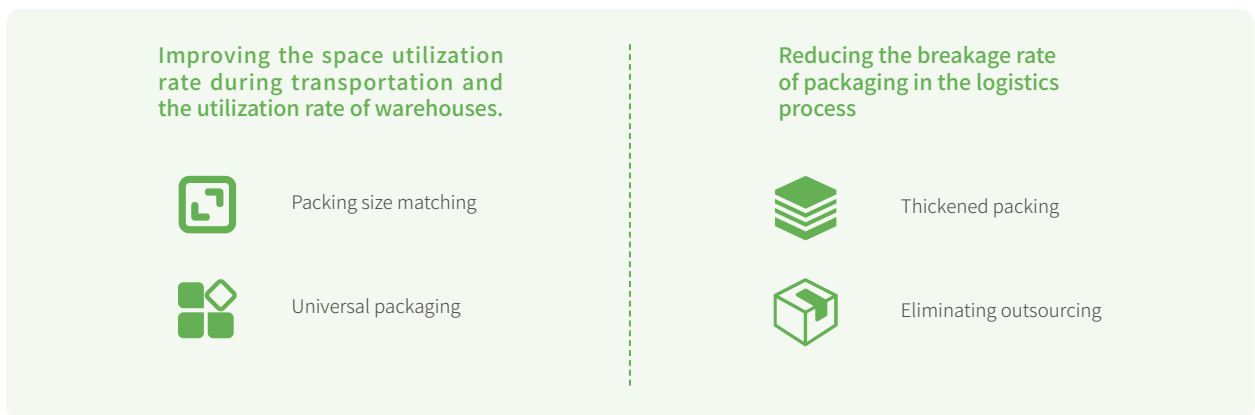 Improving the space utilization
rate during transportation and
the utilization rate of warehouses.
Packing size matching
Universal packaging
Reducing the breakage rate
of packaging in the logistics
process
Thickened packing
Eliminating outsourcing